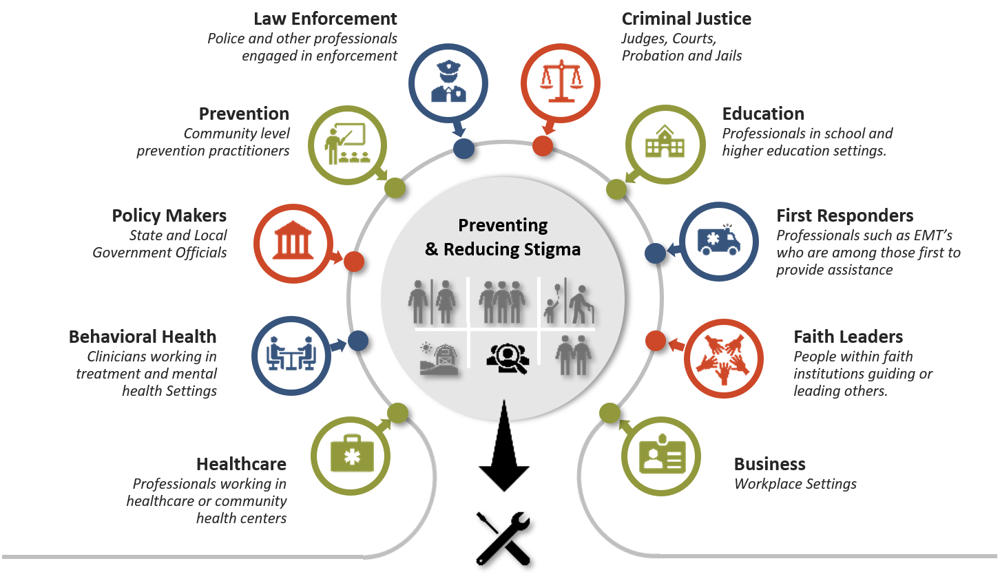 Law Enforcement
Police and other professionals
engaged in enforcement
Criminal Justice
Judges, Courts,
Probation and Jails
Prevention
Community level
prevention practitioners
Education
Professionals in school and
higher education settings.
Policy Makers
State and Local
Government Officials
Preventing
& Reducing Stigma
First Responders
Professionals such as EMT’s
who are among those first to
provide assistance
Behavioral Health
Clinicians working in
treatment and mental
health Settings
Faith Leaders
People within faith
institutions guiding or
leading others.
Healthcare
Professionals working in
healthcare or community
health centers
Business
Workplace Settings